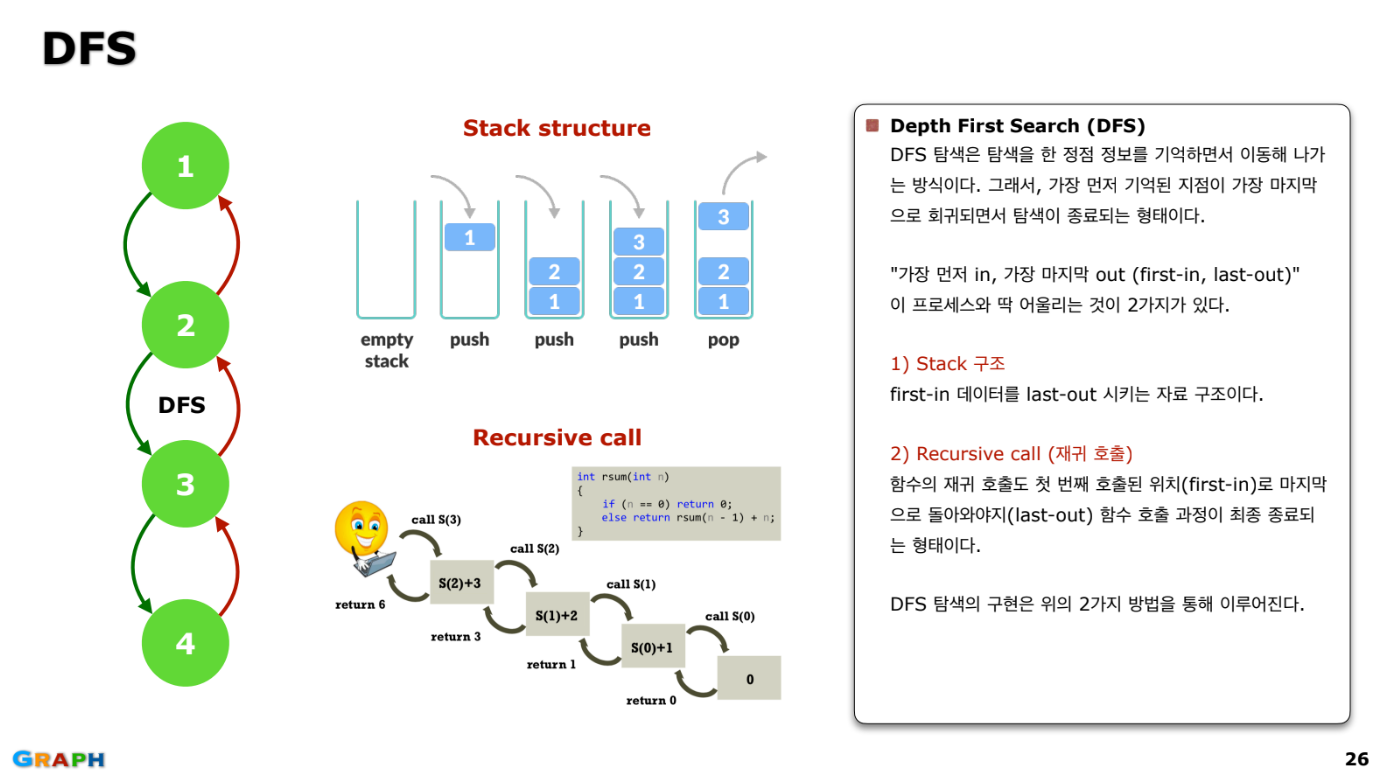 DFS
1
2
DFS
3
4
Stack structure
1
2
1
3
2
1
3
2
1
empty
stack
push
push
push
pop
Recursive call
int rsum(int n)
{
if (n == 0) return 0;
else return rsum(n - 1) + n;
}
call S(3)
call S(2)
call S(1)
call S(0)
S(2)+3
S(1)+2
S(0)+1
0
return 6
return 3
return 1
return 0
Depth First Search (DFS)
DFS 탐색은 탐색을 한 정점 정보를 기억하면서 이동해 나가
는 방식이다. 그래서, 가장 먼저 기억된 지점이 가장 마지막
으로 회귀되면서 탐색이 종료되는 형태이다.
"가장 먼저 in, 가장 마지막 out (first-in, last-out)"
이 프로세스와 딱 어울리는 것이 2가지가 있다.
1) Stack 구조
first-in 데이터를 last-out 시키는 자료 구조이다.
2) Recursive call (재귀 호출)
함수의 재귀 호출도 첫 번째 호출된 위치(first-in)로 마지막
으로 돌아와야지(last-out) 함수 호출 과정이 최종 종료되
는 형태이다.
DFS 탐색의 구현은 위의 2가지 방법을 통해 이루어진다.
GRAPH
26